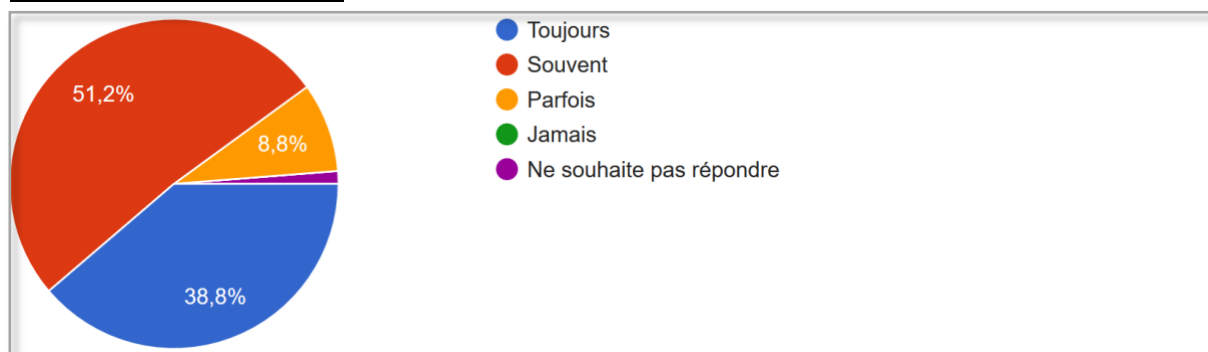 Toujours
Souvent
Parfois
Jamais
Ne souhaite pas répondre
51,2%
8,8%
38,8%